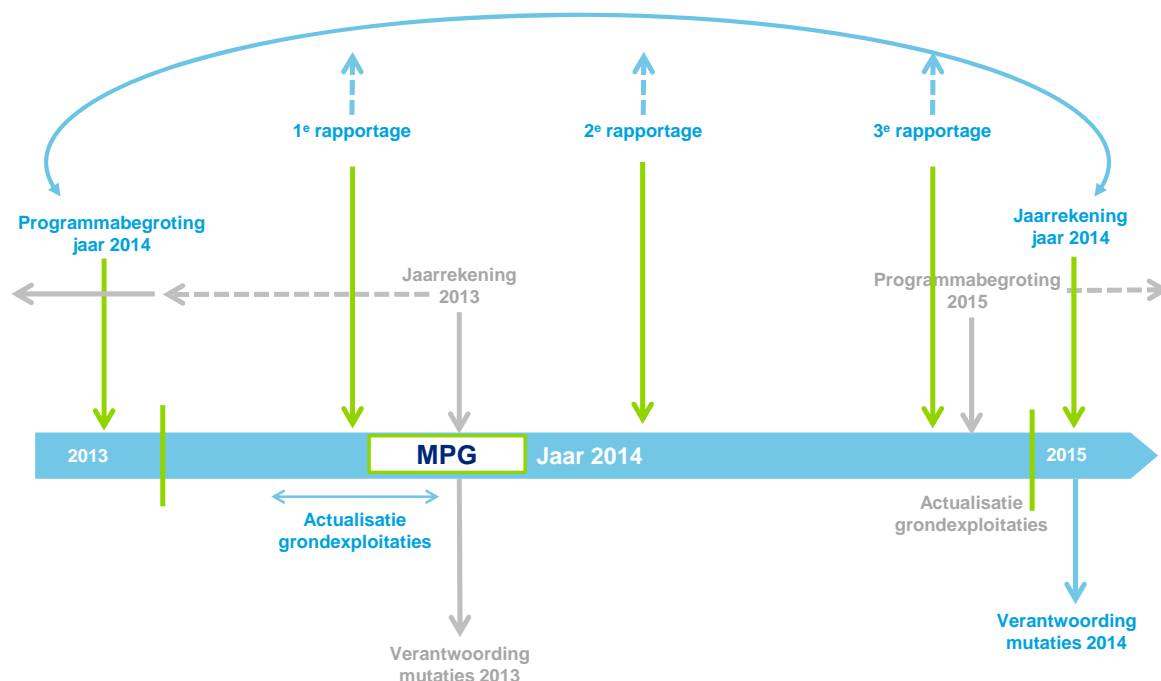 1e rapportage
2e rapportage
3e rapportage
Programmabegroting
jaar 2014
Jaarrekening
jaar 2014
Jaarrekening
2013
Programmabegroting
2015
2013
MPG
Jaar 2014
2015
Actualisatie
grondexploitaties
Actualisatie
grondexploitaties
Verantwoording
mutaties 2013
Verantwoording
mutaties 2014